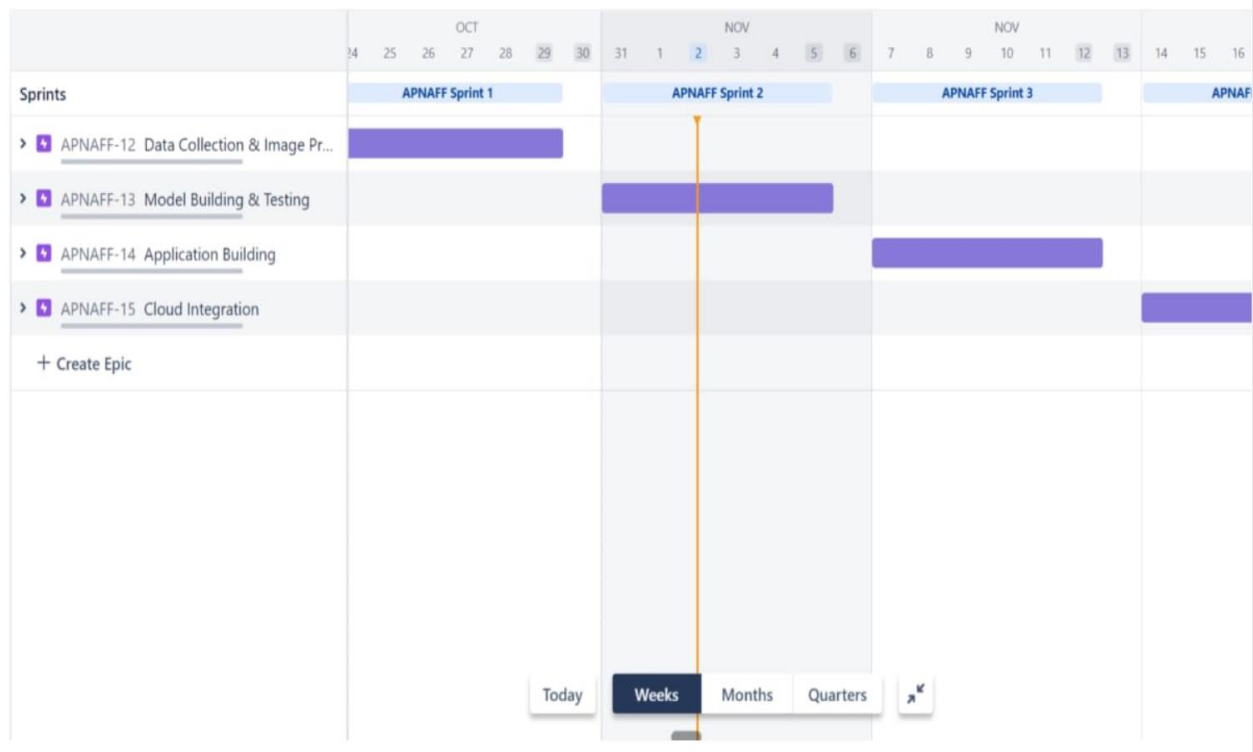 OCT NOV NOV
24 25 26 27 28 29 30 31 1 2 3 4 5 6 7 8 9 10 11 12 13 14 15 16
Sprints APNAFF Sprint 1 APNAFF Sprint 2 APNAFF Sprint 3 APNAF
APNAFF-12 Data Collection & Image Pr...
APNAFF-13 Model Building & Testing
APNAFF-14 Application Building
APNAFF-15 Cloud Integration
+ Create Epic
Today Weeks Months Quarters